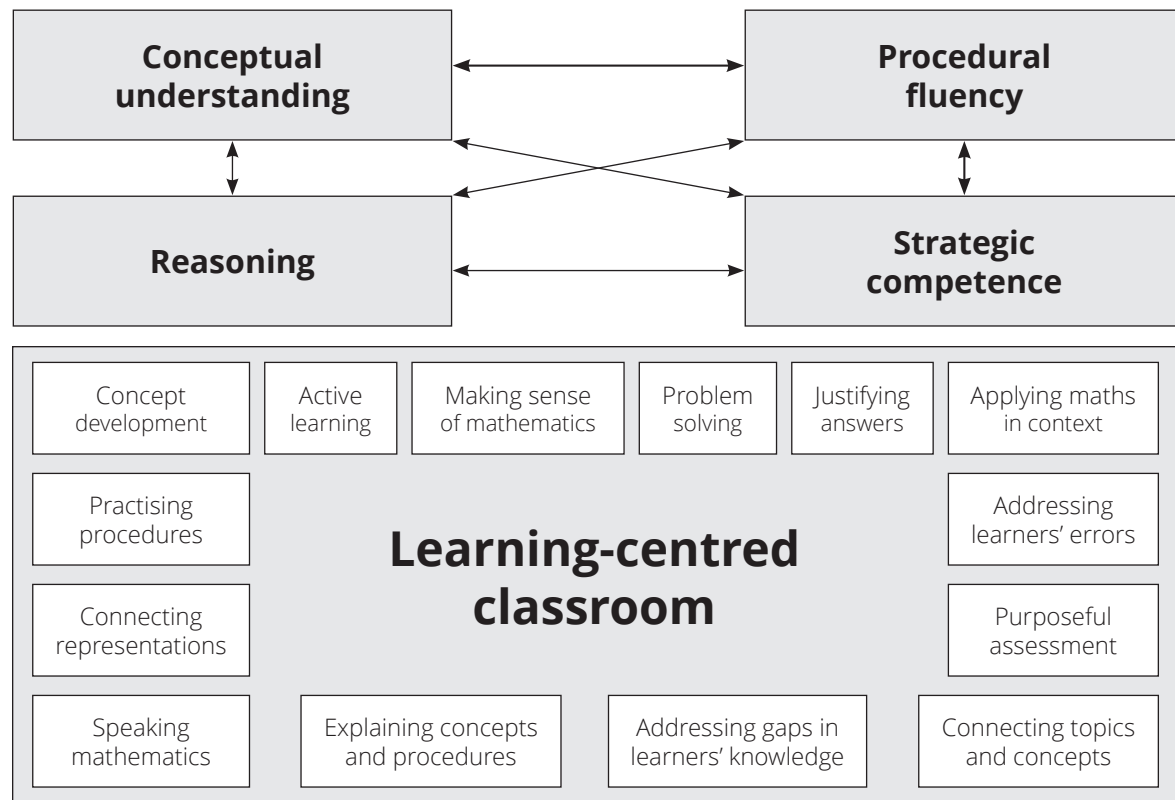 Conceptual
understanding
Procedural
fluency
Reasoning
Strategic
competence
Concept
development
Active
learning
Making sense
of mathematics
Problem
solving
Justifying
answers
Applying maths
in context
Practising
procedures
Learning-centred
classroom
Addressing
learners’ errors
Connecting
representations
Purposeful
assessment
Speaking
mathematics
Explaining concepts
and procedures
Addressing gaps in
learners’ knowledge
Connecting topics
and concepts